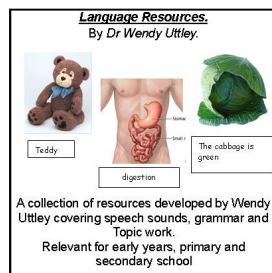 Language Resources.
By Dr Wendy Uttley.
Teddy
digestion
The cabbage is
green
A collection of resources developed by Wendy
Uttley covering speech sounds, grammar and
Topic work.
Relevant for early years, primary and
secondary school